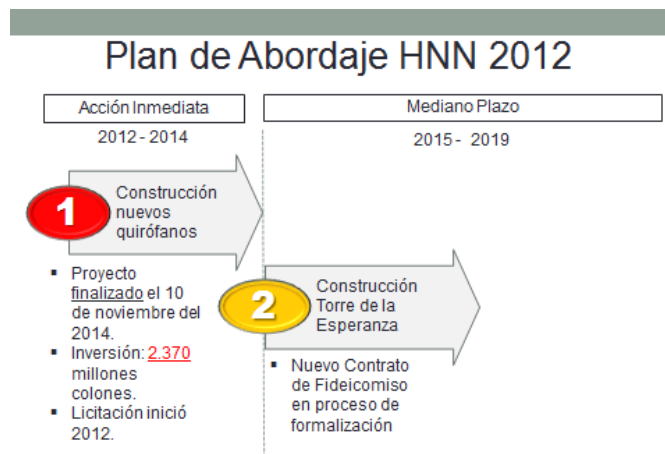 Plan de Abordaje HNN 2012
Acción Inmediata
Mediano Plazo
2012 - 2014
2015 - 2019
1
Construcción
nuevos
quirófanos
▪ Proyecto
finalizado el 10
de noviembre del
2014.
▪ Inversión: 2.370
millones
colones.
▪ Licitación inició
2012.
2
Construcción
Torre de la
Esperanza
▪ Nuevo Contrato
de Fideicomiso
en proceso de
formalización